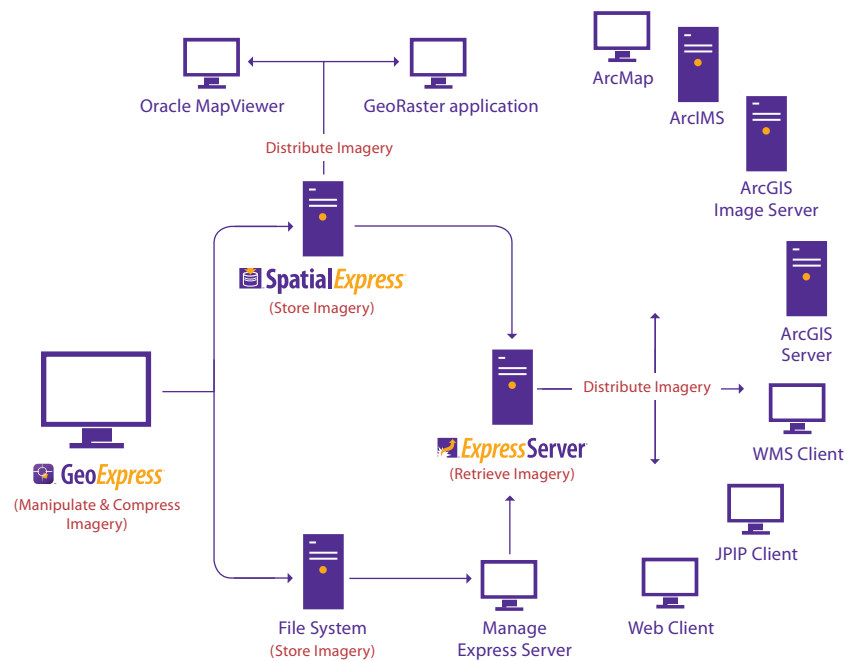 Oracle MapViewer
GeoRaster application
ArcMap
ArcIMS
ArcGIS
Image Server
Distribute Imagery
SpatialExpress
(Store Imagery)
ArcGIS
Server
Distribute Imagery
GeoExpress
(Manipulate & Compress
Imagery)
ExpressServer
(Retrieve Imagery)
WMS Client
JPIP Client
File System
(Store Imagery)
Manage
Express Server
Web Client